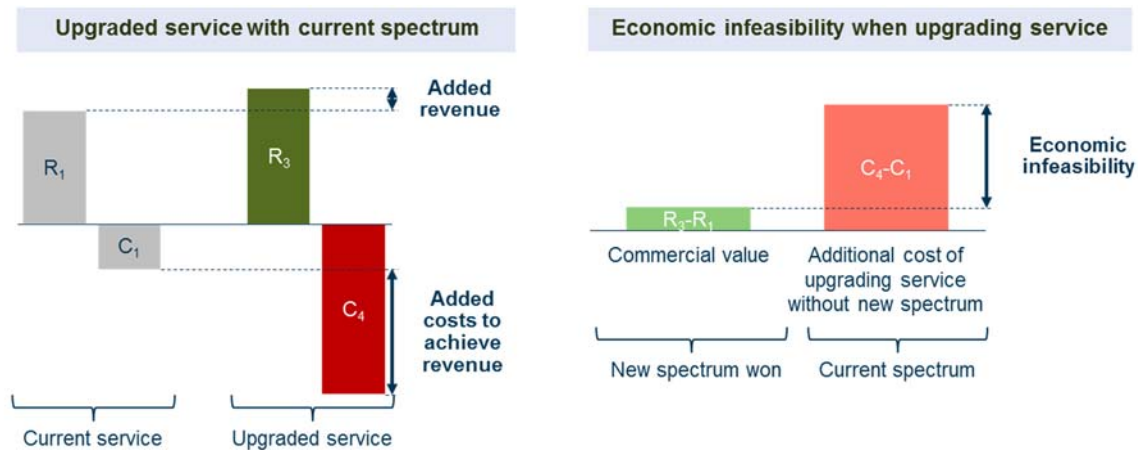 Upgraded service with current spectrum
Added
revenue
R₁
R₃
C₁
C₄
Added
costs to
achieve
revenue
Current service
Upgraded service
Economic infeasibility when upgrading service
C₄-C₁
Economic
infeasibility
R₃-R₁
Commercial value
Additional cost of
upgrading service
without new spectrum
New spectrum won
Current spectrum